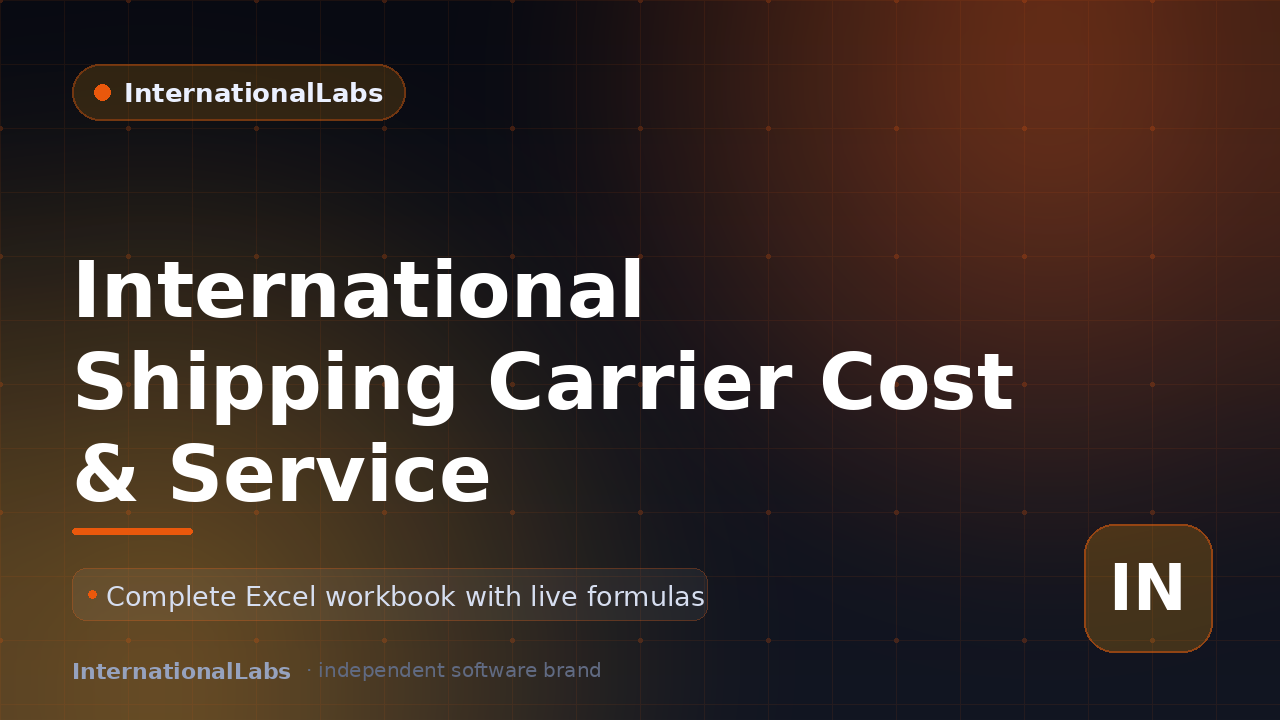 InternationalLabs
International
Shipping Carrier Cost
& Service
Complete Excel workbook with live formulas
IN
InternationalLabs · independent software brand